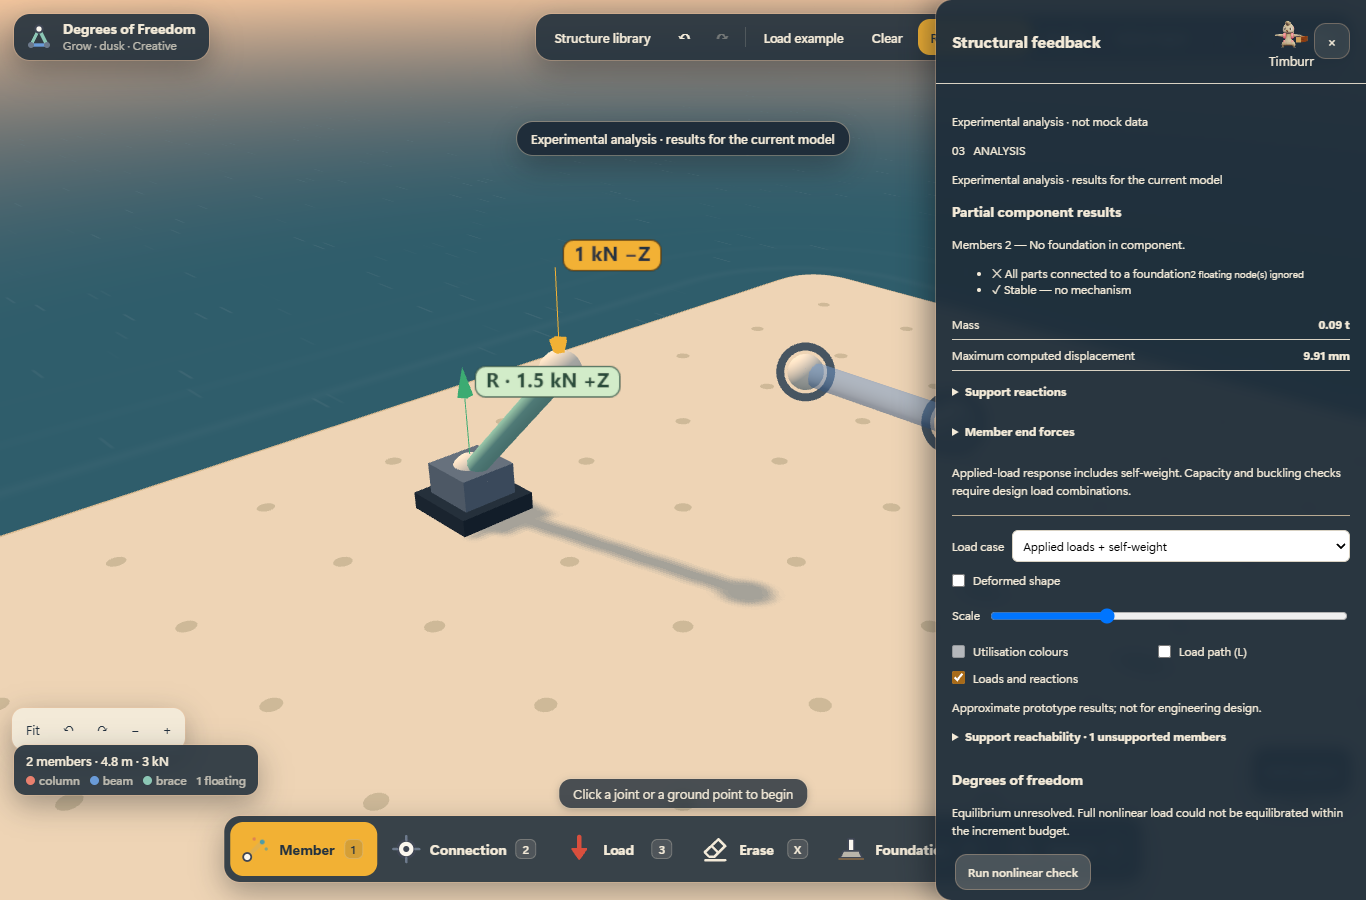 Degrees of Freedom
Grow · dusk · Creative
Structure library
Load example
Clear
1 kN −Z
R · 1.5 kN +Z
Fit
−
+
2 members · 4.8 m · 3 kN
column beam brace 1 floating
Click a joint or a ground point to begin
Member 1
Connection 2
Load 3
Erase X
Structural feedback
Timburr
×
Experimental analysis · not mock data
03 ANALYSIS
Experimental analysis · results for the current model
Experimental analysis · results for the current model
Partial component results
Members 2 — No foundation in component.
✕ All parts connected to a foundation2 floating node(s) ignored
✓ Stable — no mechanism
Mass 0.09 t
Maximum computed displacement 9.91 mm
Support reactions
Member end forces
Applied-load response includes self-weight. Capacity and buckling checks
require design load combinations.
Load case Applied loads + self-weight
Deformed shape
Scale
Utilisation colours Load path (L)
Loads and reactions
Approximate prototype results; not for engineering design.
Support reachability · 1 unsupported members
Degrees of freedom
Equilibrium unresolved. Full nonlinear load could not be equilibrated within
the increment budget.
Run nonlinear check